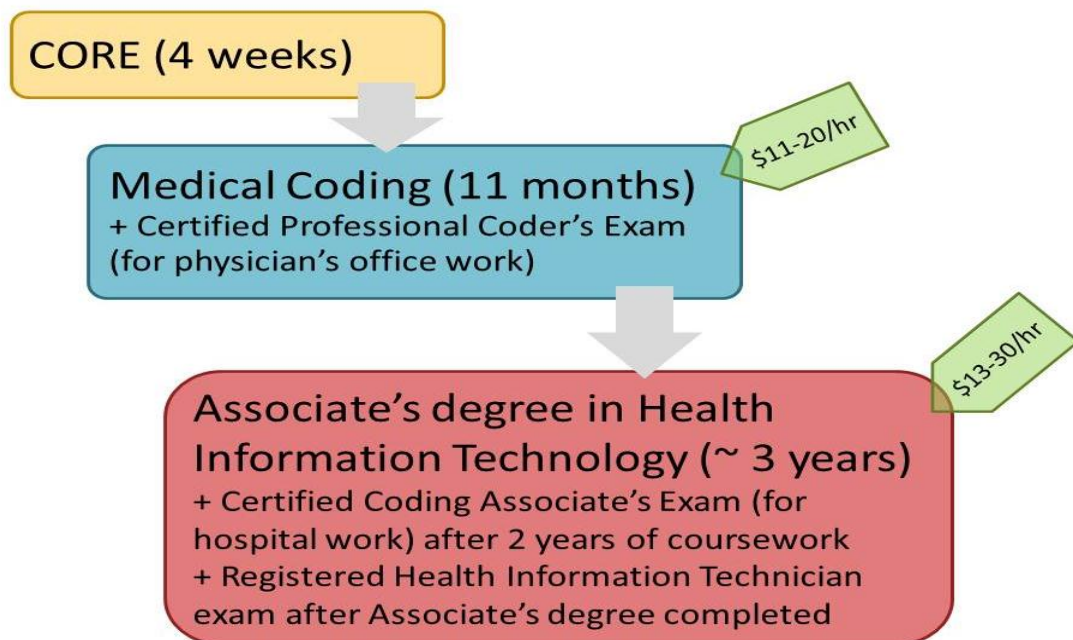 CORE (4 weeks)
$11-20/hr
Medical Coding (11 months)
+ Certified Professional Coder’s Exam
(for physician’s office work)
$13-30/hr
Associate’s degree in Health
Information Technology (~ 3 years)
+ Certified Coding Associate’s Exam (for
hospital work) after 2 years of coursework
+ Registered Health Information Technician
exam after Associate’s degree completed